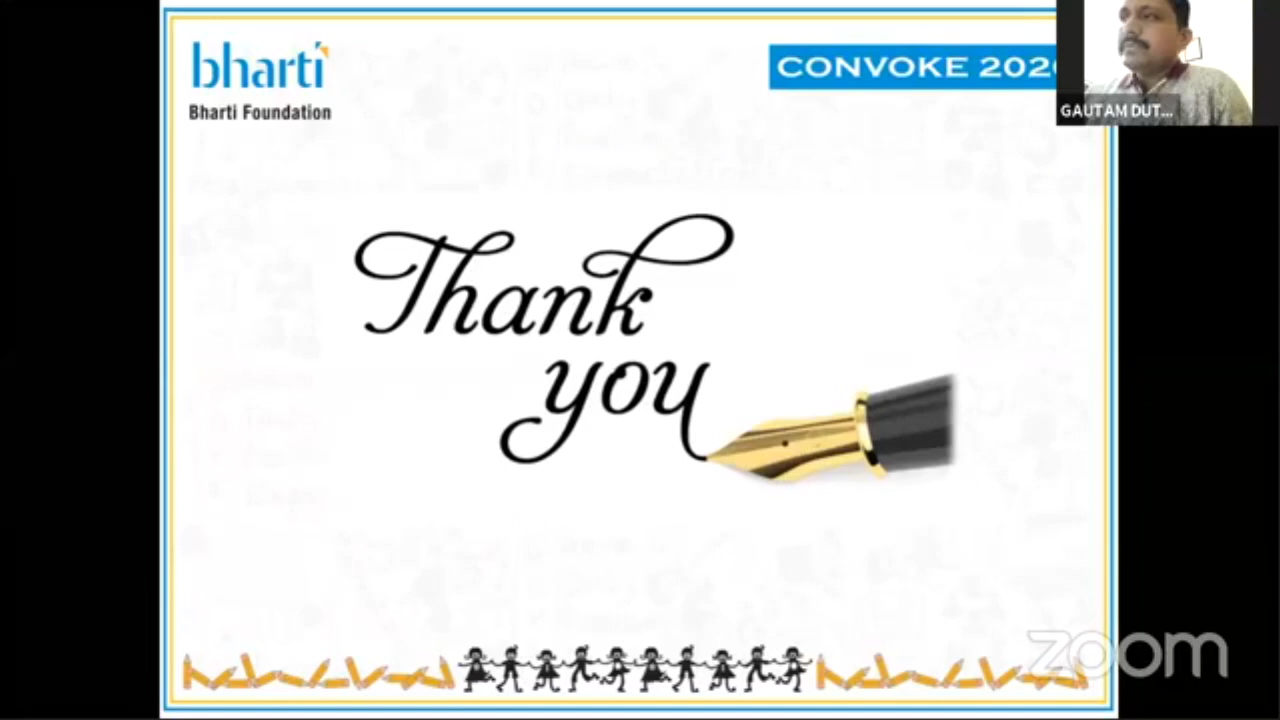 bharti
Bharti Foundation
CONVOKE 202
GAUTAM DUT...
Thank
you
zoom